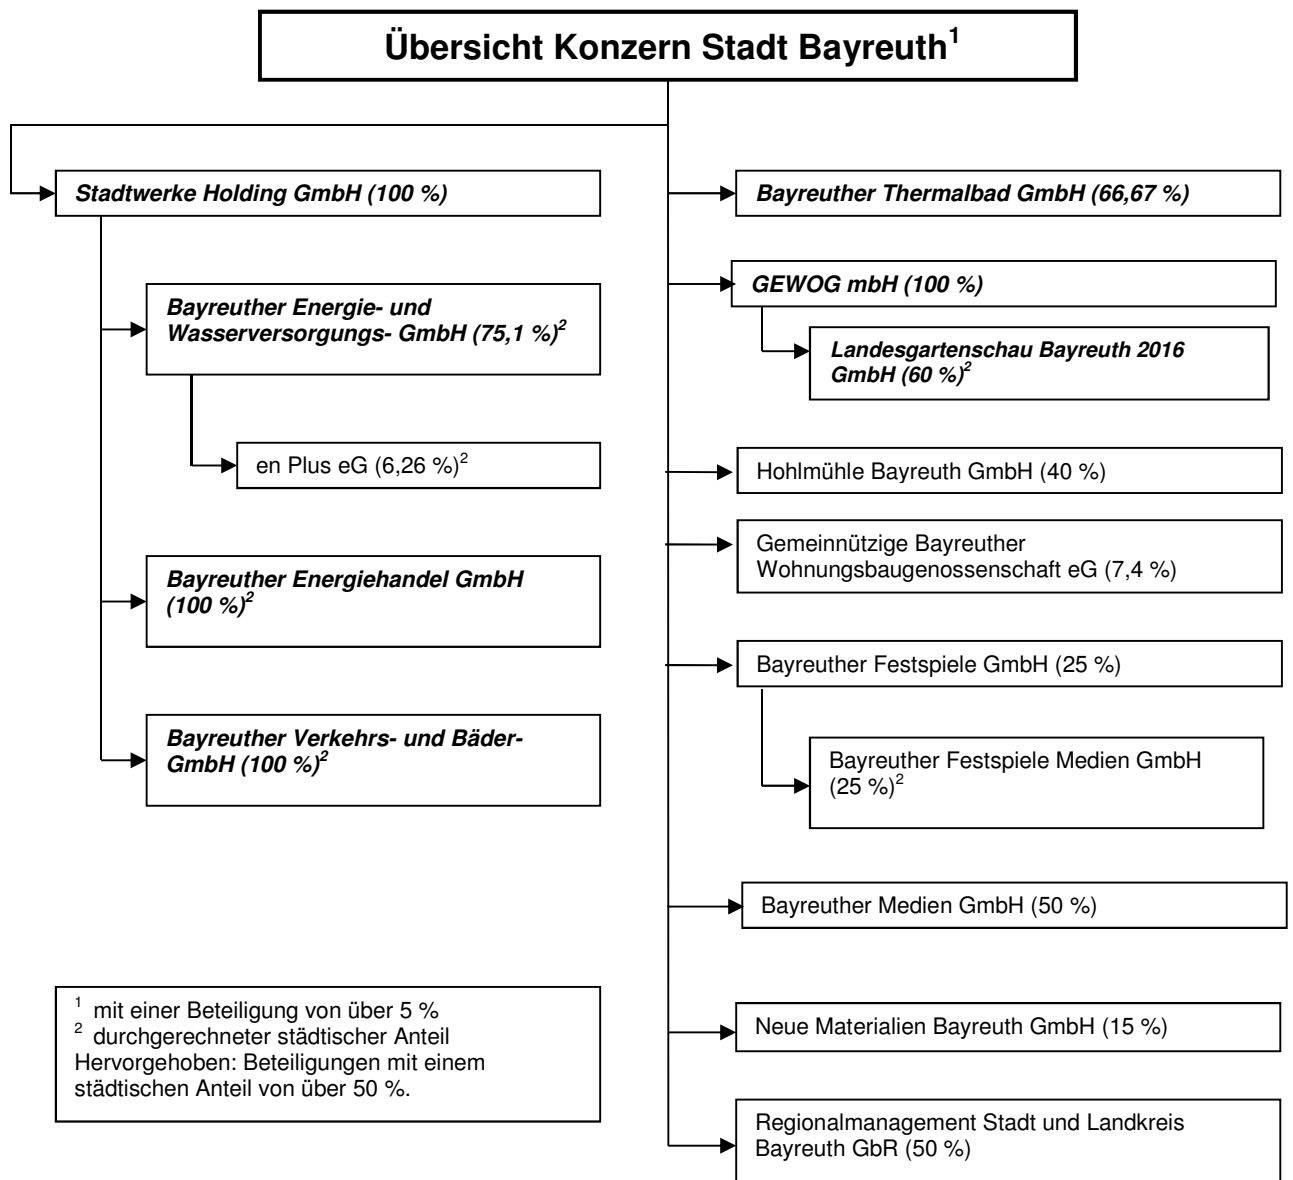 Übersicht Konzern Stadt Bayreuth¹
Stadtwerke Holding GmbH (100 %)
Bayreuther Energie- und
Wasserversorgungs- GmbH (75,1 %)²
en Plus eG (6,26 %)²
Bayreuther Energiehandel GmbH
(100 %)²
Bayreuther Verkehrs- und Bäder-
GmbH (100 %)²
Bayreuther Thermalbad GmbH (66,67 %)
GEWOG mbH (100 %)
Landesgartenschau Bayreuth 2016
GmbH (60 %)²
Hohlmühle Bayreuth GmbH (40 %)
Gemeinnützige Bayreuther
Wohnungsbaugenossenschaft eG (7,4 %)
Bayreuther Festspiele GmbH (25 %)
Bayreuther Festspiele Medien GmbH
(25 %)²
Bayreuther Medien GmbH (50 %)
Neue Materialien Bayreuth GmbH (15 %)
Regionalmanagement Stadt und Landkreis
Bayreuth GbR (50 %)
¹ mit einer Beteiligung von über 5 %
² durchgerechneter städtischer Anteil
Hervorgehoben: Beteiligungen mit einem
städtischen Anteil von über 50 %.